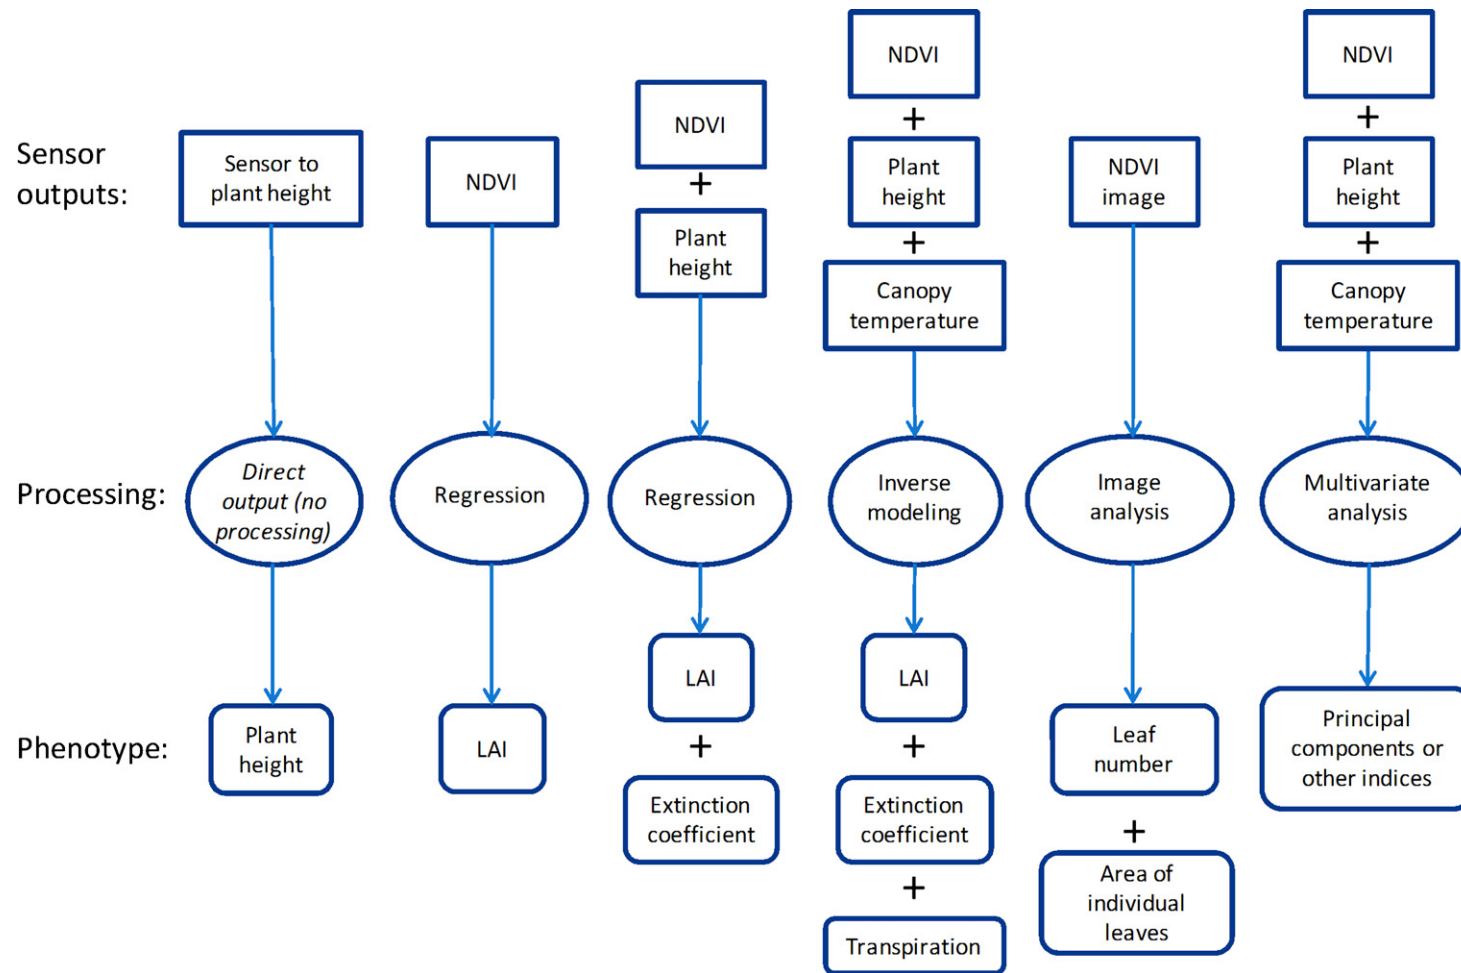 Sensor
outputs:
Sensor to
plant height
NDVI
NDVI
+
Plant
height
NDVI
+
Plant
height
+
Canopy
temperature
NDVI
image
NDVI
+
Plant
height
+
Canopy
temperature
Processing:
Direct
output (no
processing)
Regression
Regression
Inverse
modeling
Image
analysis
Multivariate
analysis
Phenotype:
Plant
height
LAI
LAI
+
Extinction
coefficient
LAI
+
Extinction
coefficient
+
Transpiration
Leaf
number
+
Area of
individual
leaves
Principal
components or
other indices